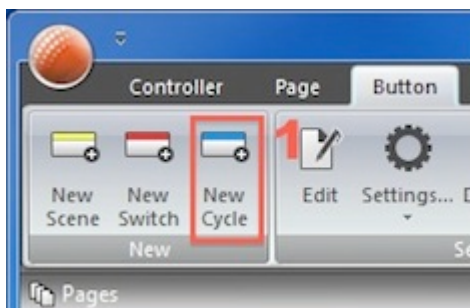 Controller Page Button
1
New Scene New Switch New Cycle Edit Settings...
New
Pages